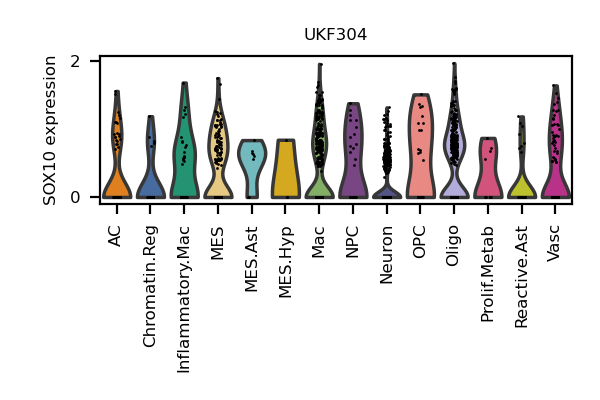 UKF304
SOX10 expression
2
0
AC
Chromatin.Reg
Inflammatory.Mac
MES
MES.Ast
MES.Hyp
Mac
NPC
Neuron
OPC
Oligo
Prolif.Metab
Reactive.Ast
Vasc